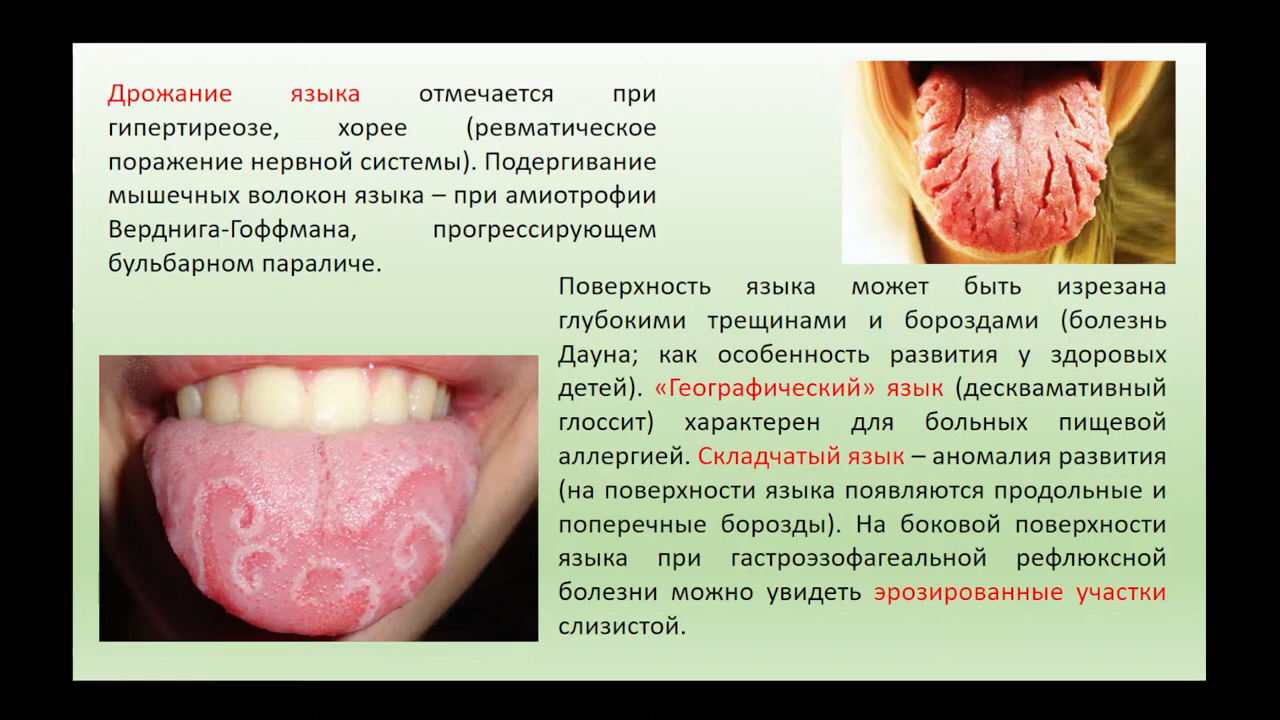 Дрожание языка отмечается при
гипертиреозе, хорее (ревматическое
поражение нервной системы). Подергивание
мышечных волокон языка – при амиотрофии
Верднига-Гоффмана, прогрессирующем
бульбарном параличе.
Поверхность языка может быть изрезана
глубокими трещинами и бороздами (болезнь
Дауна; как особенность развития у здоровых
детей). «Географический» язык (десквамативный
глоссит) характерен для больных пищевой
аллергией. Складчатый язык – аномалия развития
(на поверхности языка появляются продольные и
поперечные борозды). На боковой поверхности
языка при гастроэзофагеальной рефлюксной
болезни можно увидеть эрозированные участки
слизистой.